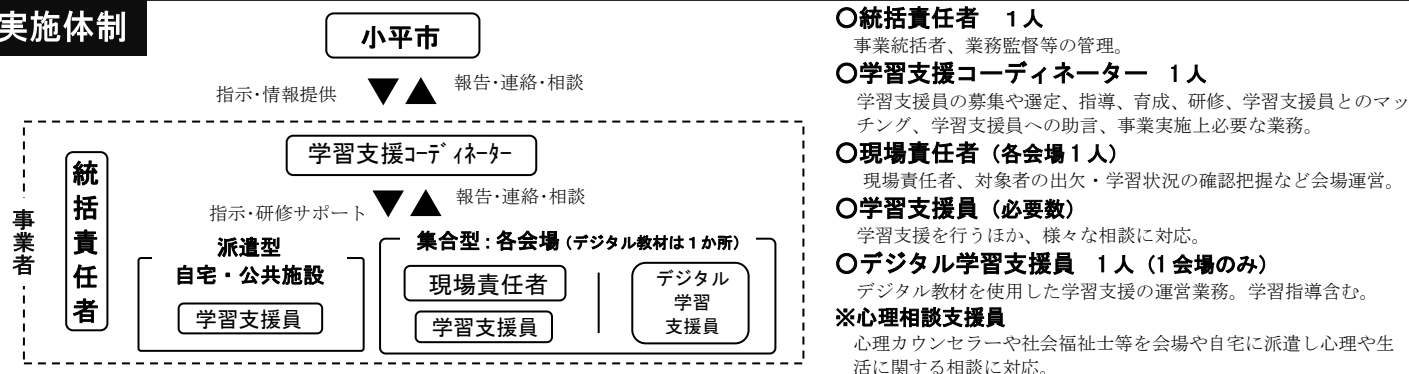 実施体制
小平市
指示･情報提供 ▼▲ 報告･連絡･相談
事業者
統括責任者
学習支援ｺｰﾃﾞｨﾈｰﾀｰ
指示･研修サポート ▼▲ 報告･連絡･相談
派遣型
自宅・公共施設
学習支援員
集合型：各会場（デジタル教材は１か所）
現場責任者
学習支援員
デジタル
学習
支援員
〇統括責任者　１人
事業統括者、業務監督等の管理。
〇学習支援コーディネーター　１人
学習支援員の募集や選定、指導、育成、研修、学習支援員とのマッ
チング、学習支援員への助言、事業実施上必要な業務。
〇現場責任者（各会場１人）
現場責任者、対象者の出欠・学習状況の確認把握など会場運営。
〇学習支援員（必要数）
学習支援を行うほか、様々な相談に対応。
〇デジタル学習支援員　１人（１会場のみ）
デジタル教材を使用した学習支援の運営業務。学習指導含む。
※心理相談支援員
心理カウンセラーや社会福祉士等を会場や自宅に派遣し心理や生
活に関する相談に対応。